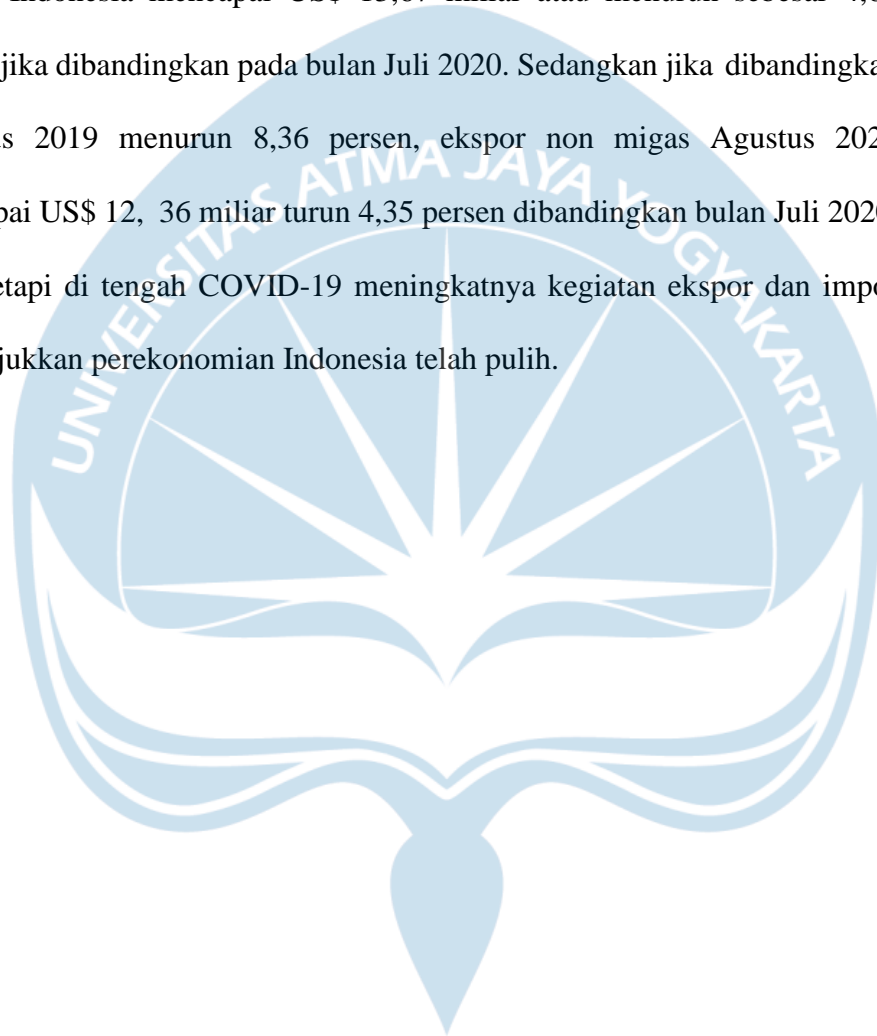 jika dibandingkan pada bulan Juli 2020. Sedangkan jika dibandingka
s 2019 menurun 8,36 persen, ekspor non migas Agustus 202
pai US$ 12, 36 miliar turun 4,35 persen dibandingkan bulan Juli 2020
etapi di tengah COVID-19 meningkatnya kegiatan ekspor dan impo
jukkan perekonomian Indonesia telah pulih.
UNIVERSITAS ATMA JAYA YOGYAKARTA